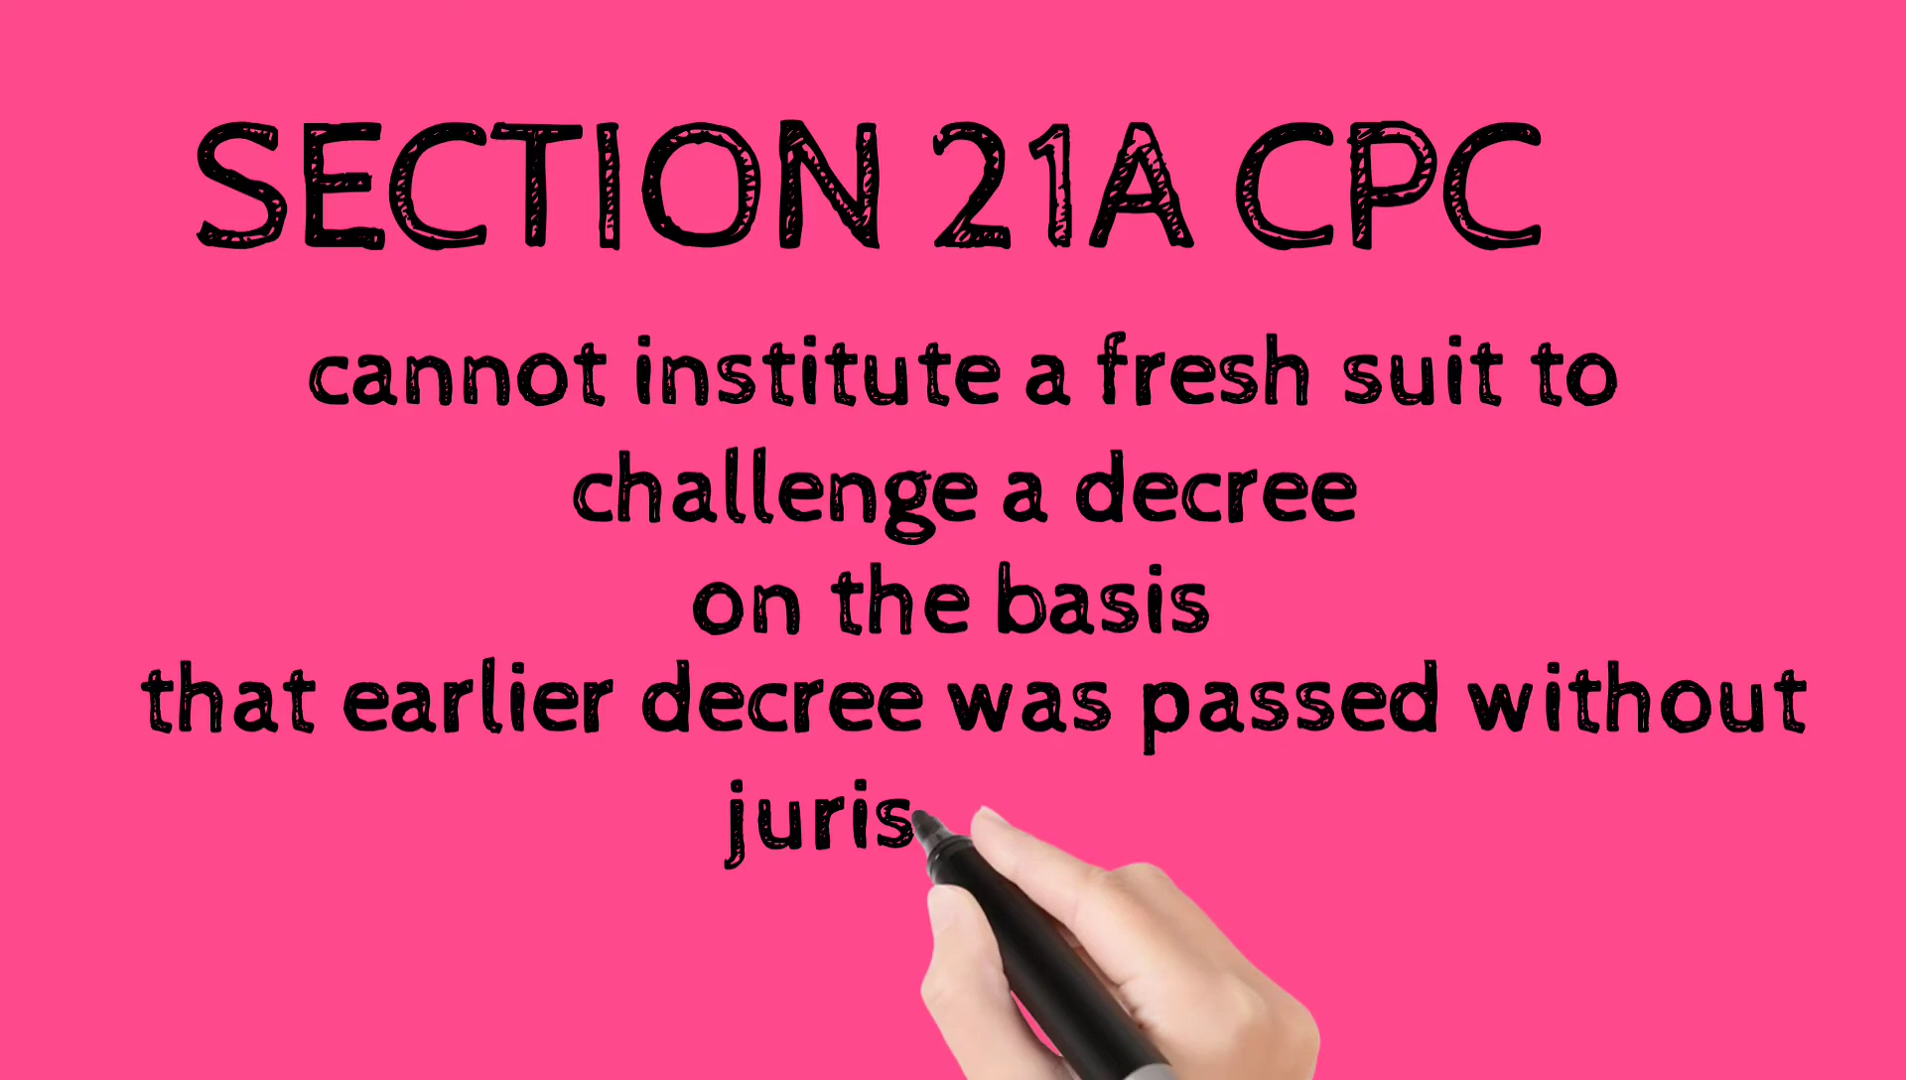 SECTION 21A CPC
cannot institute a fresh suit to
challenge a decree
on the basis
that earlier decree was passed without
juris